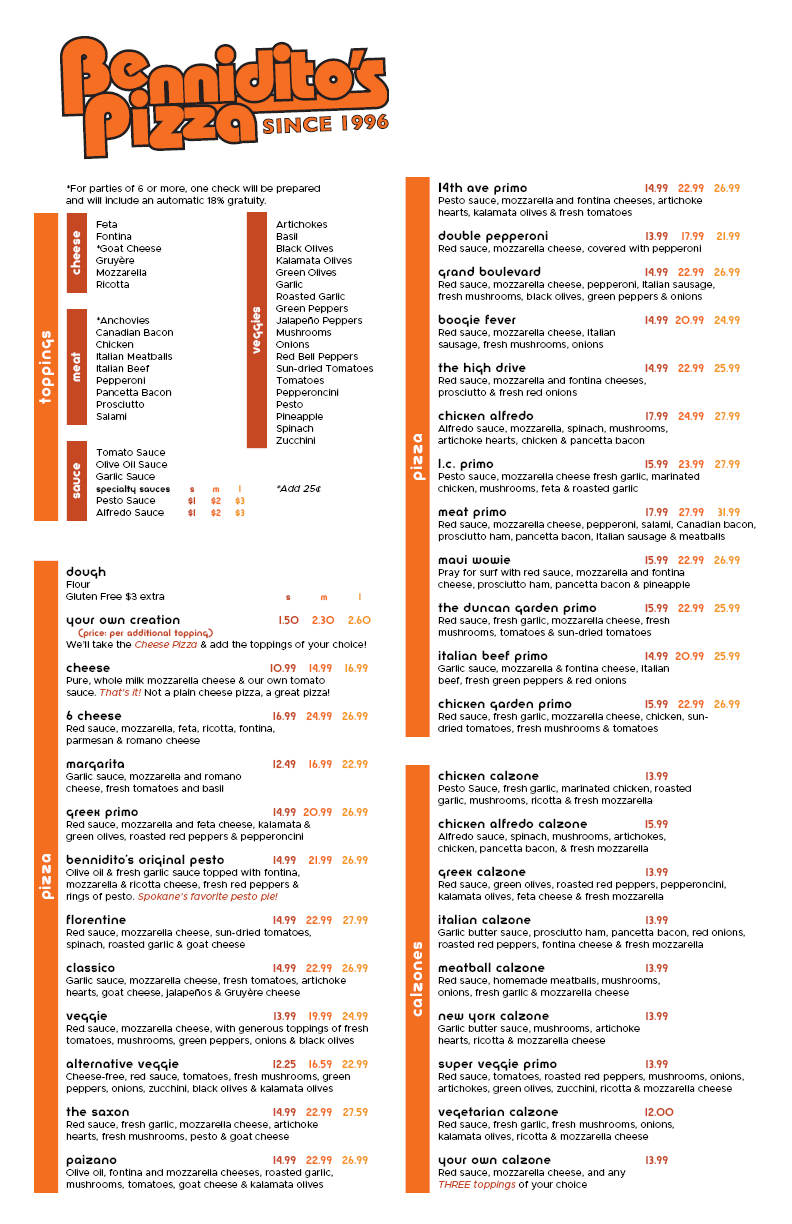 Bennidito's
Pizza SINCE 1996
*For parties of 6 or more, one check will be prepared
and will include an automatic 18% gratuity.
toppings
cheese
Feta
Fontina
*Goat Cheese
Gruyère
Mozzarella
Ricotta
meat
*Anchovies
Canadian Bacon
Chicken
Italian Meatballs
Italian Beef
Pepperoni
Pancetta Bacon
Prosciutto
Salami
sauce
Tomato Sauce
Olive Oil Sauce
Garlic Sauce
specialty sauces s m l
Pesto Sauce $1 $2 $3
Alfredo Sauce $1 $2 $3
veggies
Artichokes
Basil
Black Olives
Kalamata Olives
Green Olives
Garlic
Roasted Garlic
Green Peppers
Jalapeño Peppers
Mushrooms
Onions
Red Bell Peppers
Sun-dried Tomatoes
Tomatoes
Pepperoncini
Pesto
Pineapple
Spinach
Zucchini
*Add 25¢
pizza
dough
Flour
Gluten Free $3 extra s m l
your own creation 1.50 2.30 2.60
(price: per additional topping)
We'll take the Cheese Pizza & add the toppings of your choice!
cheese 10.99 14.99 16.99
Pure, whole milk mozzarella cheese & our own tomato
sauce. That's it! Not a plain cheese pizza, a great pizza!
6 cheese 16.99 24.99 26.99
Red sauce, mozzarella, feta, ricotta, fontina,
parmesan & romano cheese
margarita 12.49 16.99 22.99
Garlic sauce, mozzarella and romano
cheese, fresh tomatoes and basil
greek primo 14.99 20.99 26.99
Red sauce, mozzarella and feta cheese, kalamata &
green olives, roasted red peppers & pepperoncini
bennidito's original pesto 14.99 21.99 26.99
Olive oil & fresh garlic sauce topped with fontina,
mozzarella & ricotta cheese, fresh red peppers &
rings of pesto. Spokane's favorite pesto pie!
florentine 14.99 22.99 27.99
Red sauce, mozzarella cheese, sun-dried tomatoes,
spinach, roasted garlic & goat cheese
classico 14.99 22.99 26.99
Garlic sauce, mozzarella cheese, fresh tomatoes, artichoke
hearts, goat cheese, jalapeños & Gruyère cheese
veggie 13.99 19.99 24.99
Red sauce, mozzarella cheese, with generous toppings of fresh
tomatoes, mushrooms, green peppers, onions & black olives
alternative veggie 12.25 16.59 22.99
Cheese-free, red sauce, tomatoes, fresh mushrooms, green
peppers, onions, zucchini, black olives & kalamata olives
the saxon 14.99 22.99 27.59
Red sauce, fresh garlic, mozzarella cheese, artichoke
hearts, fresh mushrooms, pesto & goat cheese
paizano 14.99 22.99 26.99
Olive oil, fontina and mozzarella cheeses, roasted garlic,
mushrooms, tomatoes, goat cheese & kalamata olives
pizza
14th ave primo 14.99 22.99 26.99
Pesto sauce, mozzarella and fontina cheeses, artichoke
hearts, kalamata olives & fresh tomatoes
double pepperoni 13.99 17.99 21.99
Red sauce, mozzarella cheese, covered with pepperoni
grand boulevard 14.99 22.99 26.99
Red sauce, mozzarella cheese, pepperoni, italian sausage,
fresh mushrooms, black olives, green peppers & onions
boogie fever 14.99 20.99 24.99
Red sauce, mozzarella cheese, Italian
sausage, fresh mushrooms, onions
the high drive 14.99 22.99 25.99
Red sauce, mozzarella and fontina cheeses,
prosciutto & fresh red onions
chicken alfredo 17.99 24.99 27.99
Alfredo sauce, mozzarella, spinach, mushrooms,
artichoke hearts, chicken & pancetta bacon
l.c. primo 15.99 23.99 27.99
Pesto sauce, mozzarella cheese fresh garlic, marinated
chicken, mushrooms, feta & roasted garlic
meat primo 17.99 27.99 31.99
Red sauce, mozzarella cheese, pepperoni, salami, Canadian bacon,
prosciutto ham, pancetta bacon, Italian sausage & meatballs
maui wowie 15.99 22.99 26.99
Pray for surf with red sauce, mozzarella and fontina
cheese, prosciutto ham, pancetta bacon & pineapple
the duncan garden primo 15.99 22.99 25.99
Red sauce, fresh garlic, mozzarella cheese, fresh
mushrooms, tomatoes & sun-dried tomatoes
italian beef primo 14.99 20.99 25.99
Garlic sauce, mozzarella & fontina cheese, Italian
beef, fresh green peppers & red onions
chicken garden primo 15.99 22.99 26.99
Red sauce, fresh garlic, mozzarella cheese, chicken, sun-
dried tomatoes, fresh mushrooms & tomatoes
calzones
chicken calzone 13.99
Pesto Sauce, fresh garlic, marinated chicken, roasted
garlic, mushrooms, ricotta & fresh mozzarella
chicken alfredo calzone 15.99
Alfredo sauce, spinach, mushrooms, artichokes,
chicken, pancetta bacon, & fresh mozzarella
greek calzone 13.99
Red sauce, green olives, roasted red peppers, pepperoncini,
kalamata olives, feta cheese & fresh mozzarella
italian calzone 13.99
Garlic butter sauce, prosciutto ham, pancetta bacon, red onions,
roasted red peppers, fontina cheese & fresh mozzarella
meatball calzone 13.99
Red sauce, homemade meatballs, mushrooms,
onions, fresh garlic & mozzarella cheese
new york calzone 13.99
Garlic butter sauce, mushrooms, artichoke
hearts, ricotta & mozzarella cheese
super veggie primo 13.99
Red sauce, tomatoes, roasted red peppers, mushrooms, onions,
artichokes, green olives, zucchini, ricotta & mozzarella cheese
vegetarian calzone 12.00
Red sauce, fresh garlic, fresh mushrooms, onions,
kalamata olives, ricotta & mozzarella cheese
your own calzone 13.99
Red sauce, mozzarella cheese, and any
THREE toppings of your choice